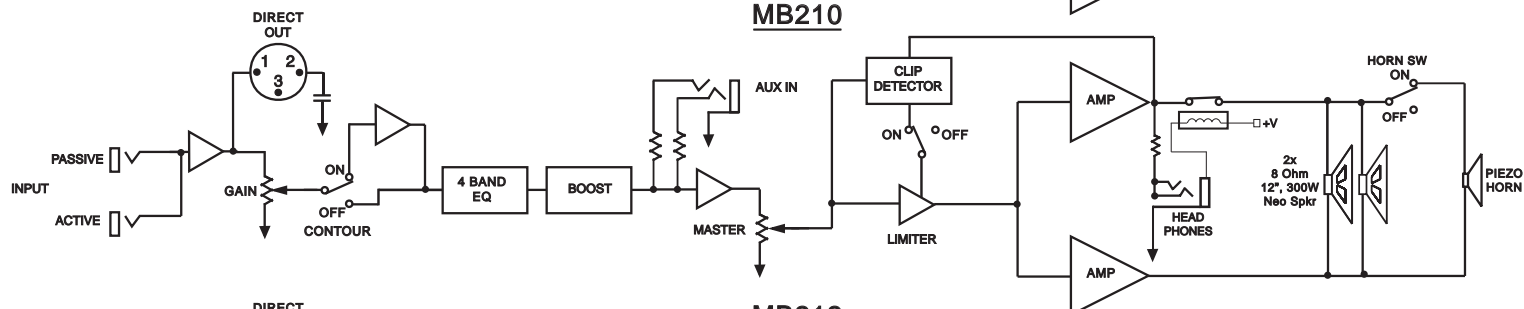 MB210
DIRECT
OUT
1 2
3
PASSIVE
INPUT
ACTIVE
GAIN
ON
OFF
CONTOUR
4 BAND
EQ
BOOST
AUX IN
MASTER
CLIP
DETECTOR
ON
OFF
LIMITER
AMP
AMP
+V
HEAD
PHONES
2x
8 Ohm
12", 300W
Neo Spkr
HORN SW
ON
OFF
PIEZO
HORN
DIRECT